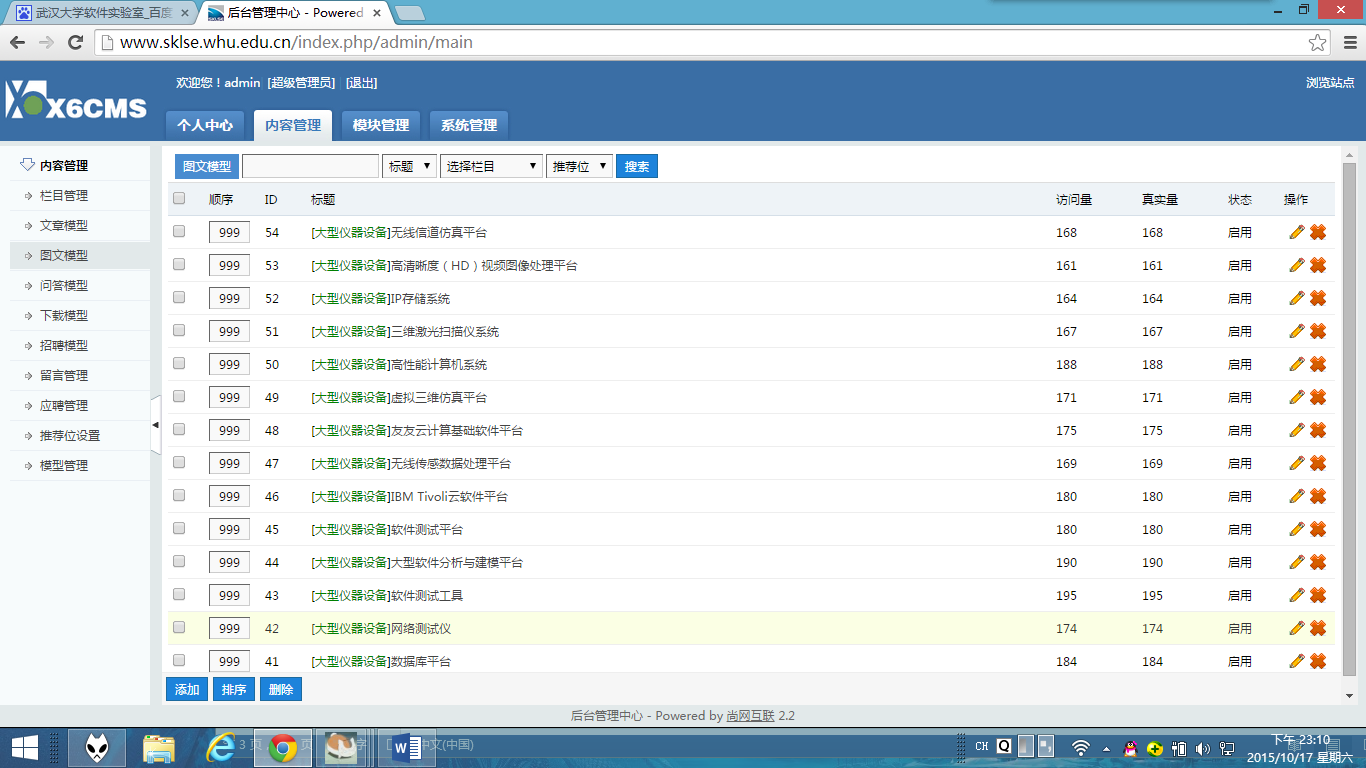 武汉大学软件实验室_百度
后台管理中心 - Powered
www.sklse.whu.edu.cn/index.php/admin/main
X6CMS
欢迎您！admin [超级管理员] [退出]
浏览站点
个人中心 内容管理 模块管理 系统管理
内容管理
栏目管理
文章模型
图文模型
问答模型
下载模型
招聘模型
留言管理
应聘管理
推荐位设置
模型管理
图文模型 标题 选择栏目 推荐位 搜索
顺序 ID 标题 访问量 真实量 状态 操作
999 54 [大型仪器设备]无线信道仿真平台 168 168 启用
999 53 [大型仪器设备]高清晰度（HD）视频图像处理平台 161 161 启用
999 52 [大型仪器设备]IP存储系统 164 164 启用
999 51 [大型仪器设备]三维激光扫描仪系统 167 167 启用
999 50 [大型仪器设备]高性能计算机系统 188 188 启用
999 49 [大型仪器设备]虚拟三维仿真平台 171 171 启用
999 48 [大型仪器设备]友友云计算基础软件平台 175 175 启用
999 47 [大型仪器设备]无线传感数据处理平台 169 169 启用
999 46 [大型仪器设备]IBM Tivoli云软件平台 180 180 启用
999 45 [大型仪器设备]软件测试平台 180 180 启用
999 44 [大型仪器设备]大型软件分析与建模平台 190 190 启用
999 43 [大型仪器设备]软件测试工具 195 195 启用
999 42 [大型仪器设备]网络测试仪 174 174 启用
999 41 [大型仪器设备]数据库平台 184 184 启用
添加 排序 删除
后台管理中心 - Powered by 尚网互联 2.2
3 页 页 字 中文(中国)
CH Q
下午 23:10
2015/10/17 星期六